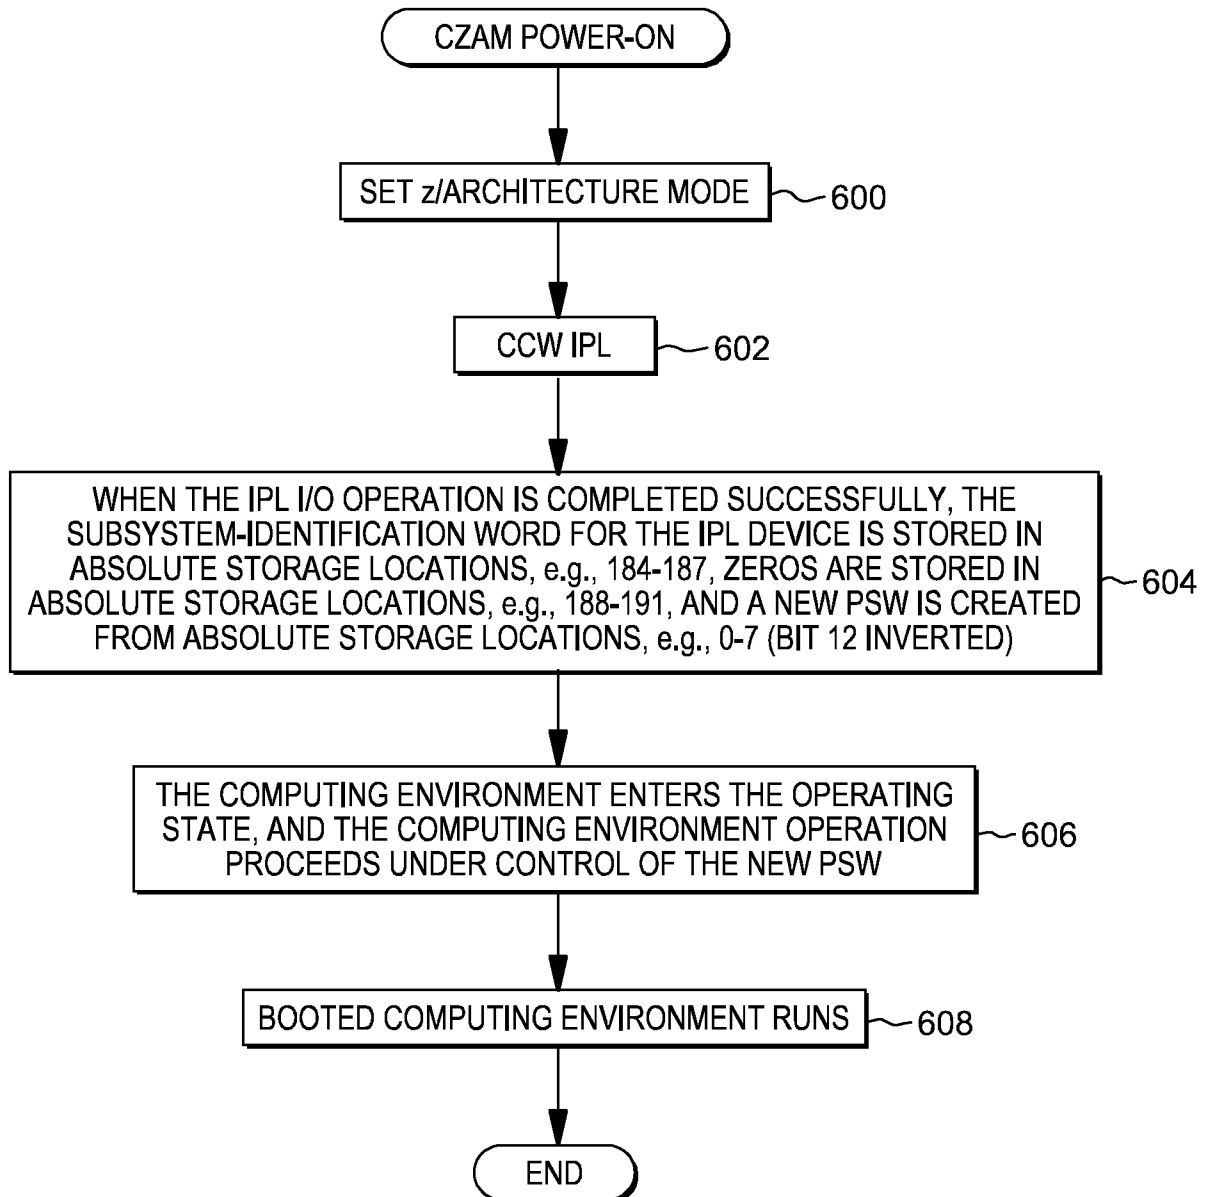 CZAM POWER-ON
SET z/ARCHITECTURE MODE
600
CCW IPL
602
WHEN THE IPL I/O OPERATION IS COMPLETED SUCCESSFULLY, THE
SUBSYSTEM-IDENTIFICATION WORD FOR THE IPL DEVICE IS STORED IN
ABSOLUTE STORAGE LOCATIONS, e.g., 184-187, ZEROS ARE STORED IN
ABSOLUTE STORAGE LOCATIONS, e.g., 188-191, AND A NEW PSW IS CREATED
FROM ABSOLUTE STORAGE LOCATIONS, e.g., 0-7 (BIT 12 INVERTED)
604
THE COMPUTING ENVIRONMENT ENTERS THE OPERATING
STATE, AND THE COMPUTING ENVIRONMENT OPERATION
PROCEEDS UNDER CONTROL OF THE NEW PSW
606
BOOTED COMPUTING ENVIRONMENT RUNS
608
END